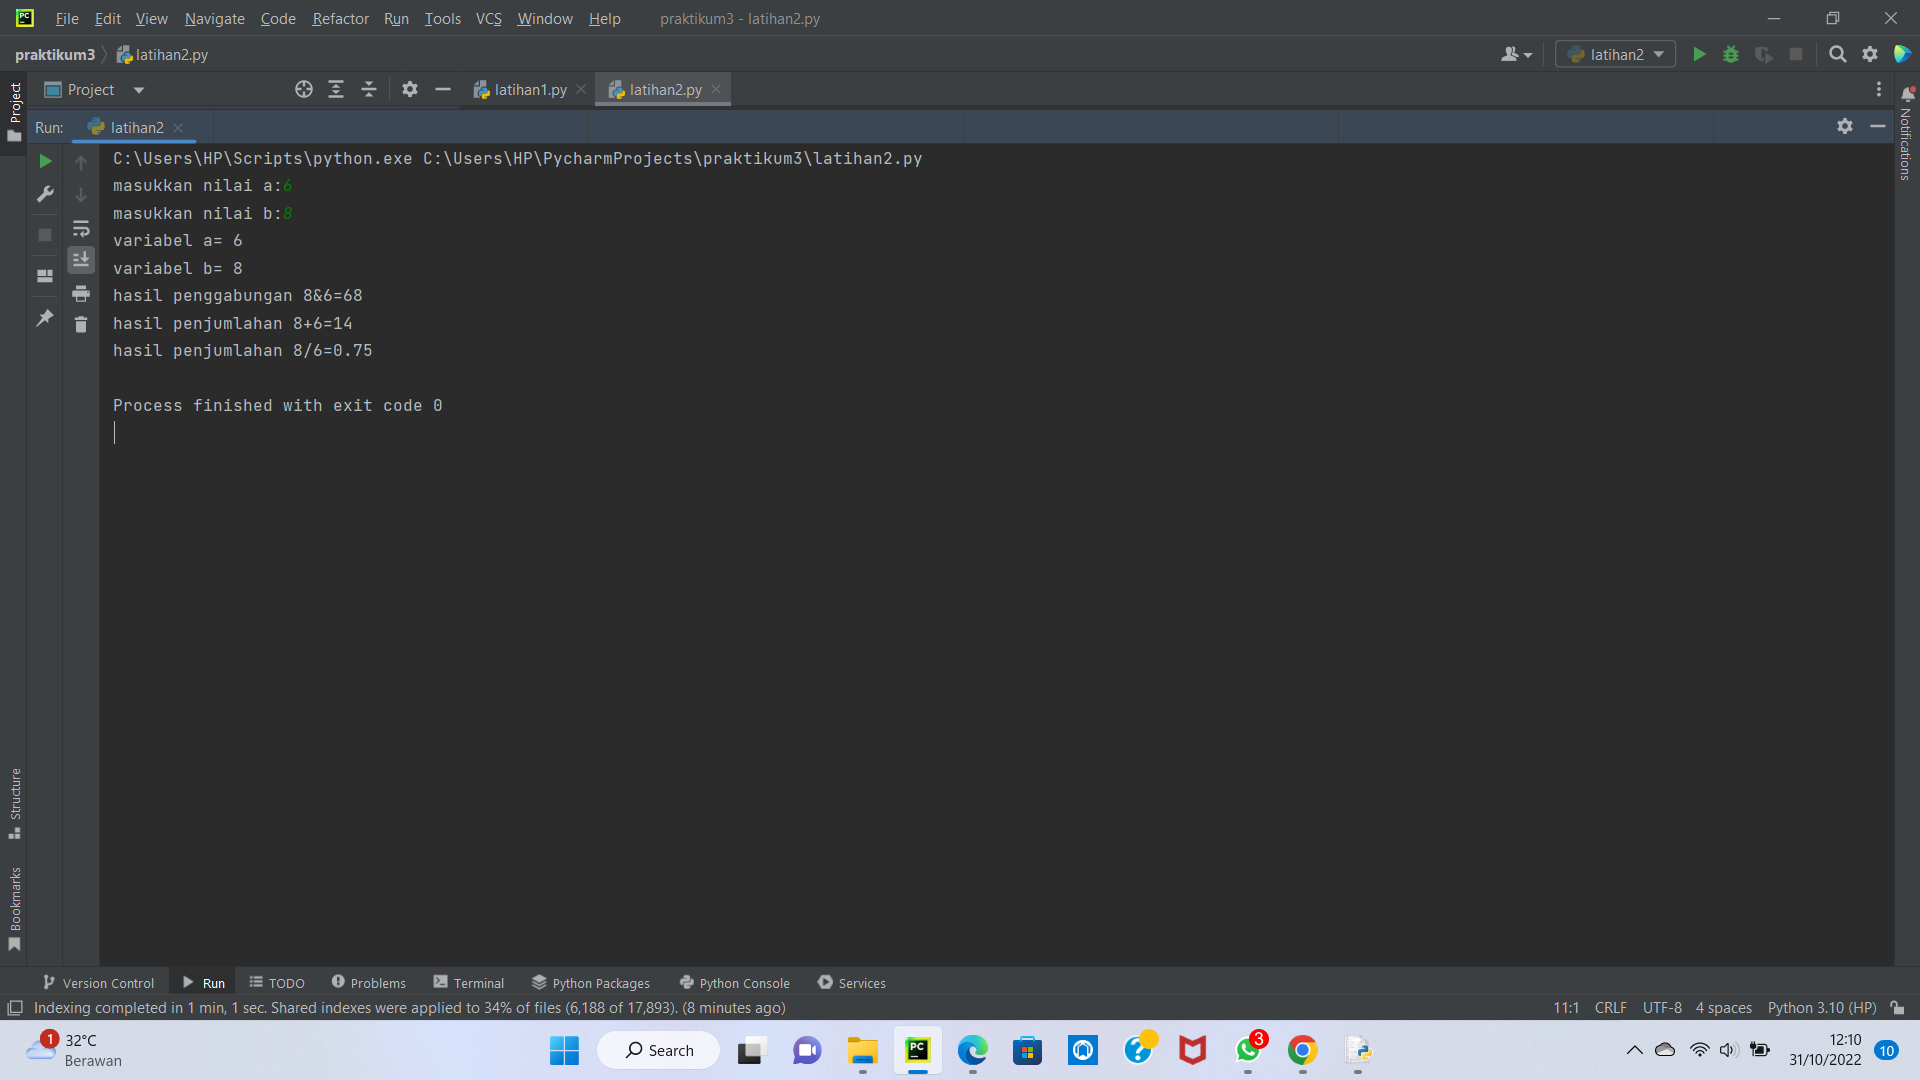 File Edit View Navigate Code Refactor Run Tools VCS Window Help praktikum3 - latihan2.py
praktikum3 latihan2.py latihan2
Project latihan1.py latihan2.py
Project
Notifications
Run: latihan2
C:\Users\HP\Scripts\python.exe C:\Users\HP\PycharmProjects\praktikum3\latihan2.py
masukkan nilai a:6
masukkan nilai b:8
variabel a= 6
variabel b= 8
hasil penggabungan 8&6=68
hasil penjumlahan 8+6=14
hasil penjumlahan 8/6=0.75
Process finished with exit code 0
Structure
Bookmarks
Version Control Run TODO Problems Terminal Python Packages Python Console Services
Indexing completed in 1 min, 1 sec. Shared indexes were applied to 34% of files (6,188 of 17,893). (8 minutes ago) 11:1 CRLF UTF-8 4 spaces Python 3.10 (HP)
1 32°C
Berawan
Search
PC
3
12:10
31/10/2022
10